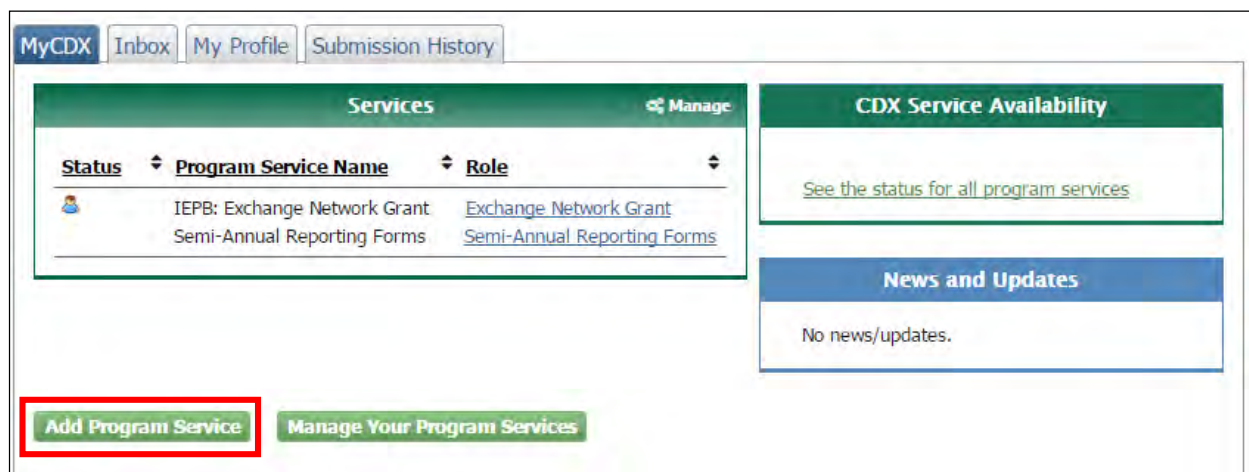 MyCDX Inbox My Profile Submission History
Services Manage
Status Program Service Name Role
IEPB: Exchange Network Grant Exchange Network Grant
Semi-Annual Reporting Forms Semi-Annual Reporting Forms
CDX Service Availability
See the status for all program services
News and Updates
No news/updates.
Add Program Service Manage Your Program Services